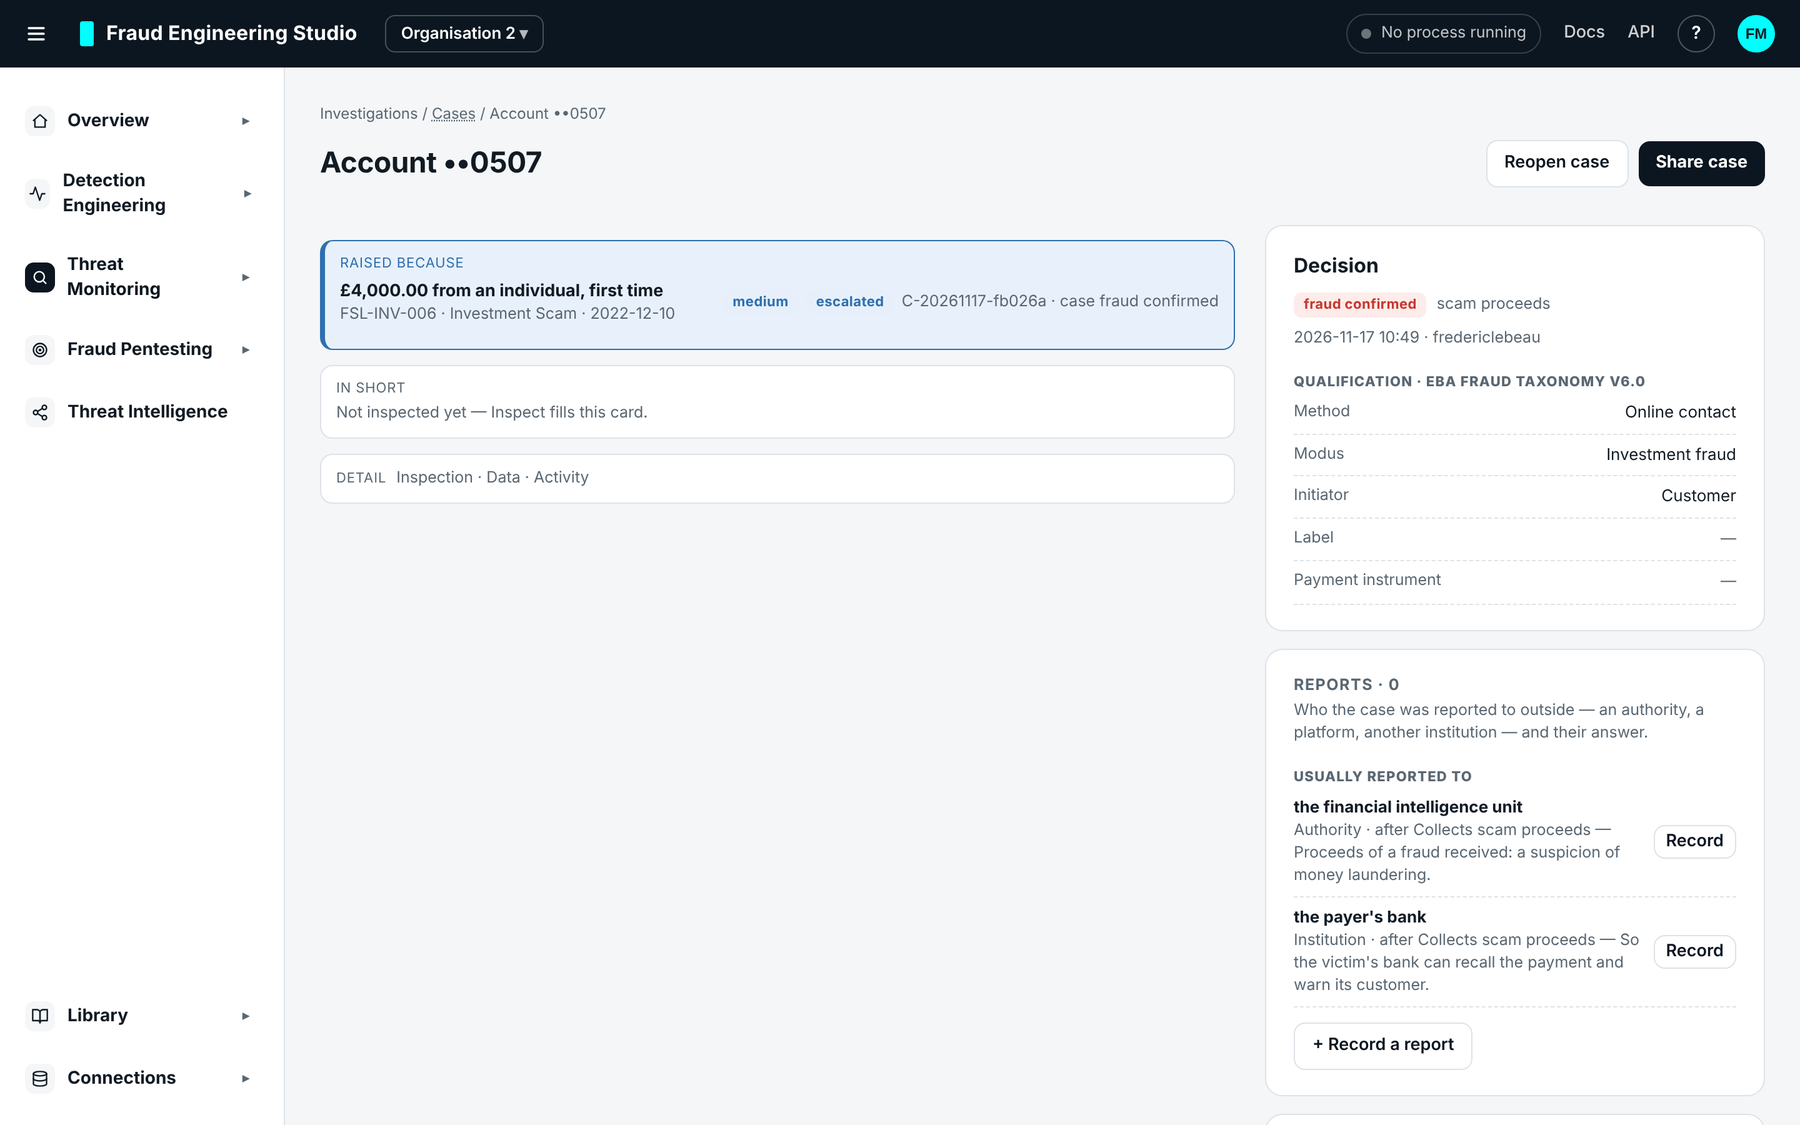 Fraud Engineering Studio
Organisation 2 ▾
No process running
Docs
API
?
FM
Overview
Detection
Engineering
Threat
Monitoring
Fraud Pentesting
Threat Intelligence
Library
Connections
Investigations / Cases / Account ••0507
Account ••0507
Reopen case
Share case
RAISED BECAUSE
£4,000.00 from an individual, first time
FSL-INV-006 · Investment Scam · 2022-12-10
medium
escalated
C-20261117-fb026a · case fraud confirmed
IN SHORT
Not inspected yet — Inspect fills this card.
DETAIL Inspection · Data · Activity
Decision
fraud confirmed scam proceeds
2026-11-17 10:49 · fredericlebeau
QUALIFICATION · EBA FRAUD TAXONOMY V6.0
Method Online contact
Modus Investment fraud
Initiator Customer
Label —
Payment instrument —
REPORTS · 0
Who the case was reported to outside — an authority, a
platform, another institution — and their answer.
USUALLY REPORTED TO
the financial intelligence unit
Authority · after Collects scam proceeds —
Proceeds of a fraud received: a suspicion of
money laundering.
Record
the payer's bank
Institution · after Collects scam proceeds — So
the victim's bank can recall the payment and
warn its customer.
Record
+ Record a report